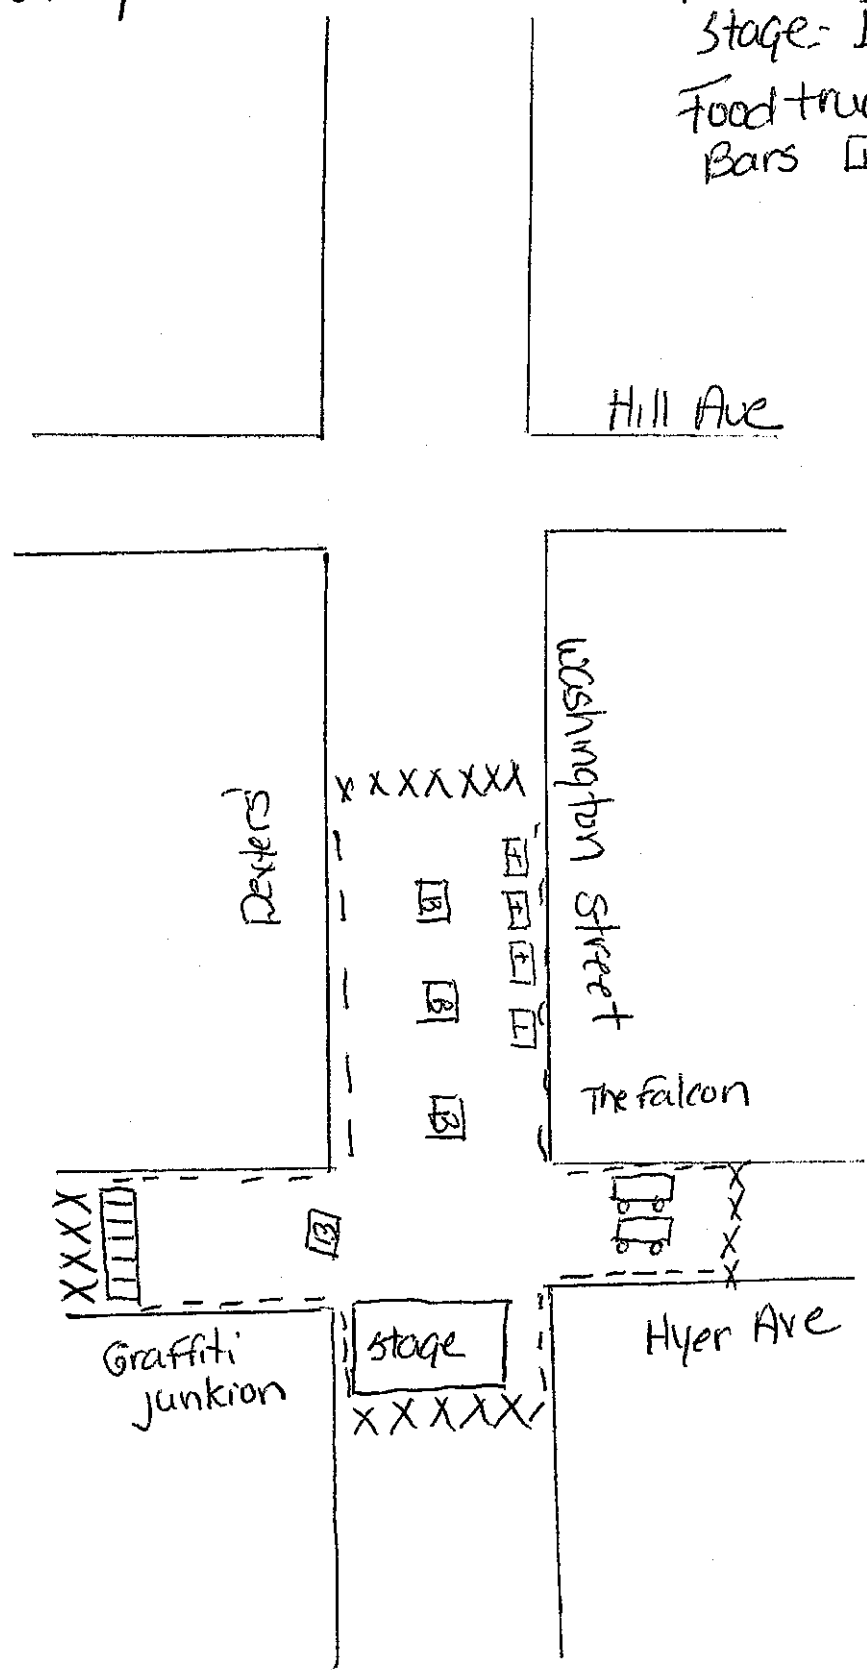 Stage-
Food truc
Bars
Hill Ave
Washington Street
X X X X X X X
Dexter's
B
B
B
The Falcon
X X X X
B
X
X
X
X
Stage
Hyer Ave
Graffiti
junkion
X X X X X